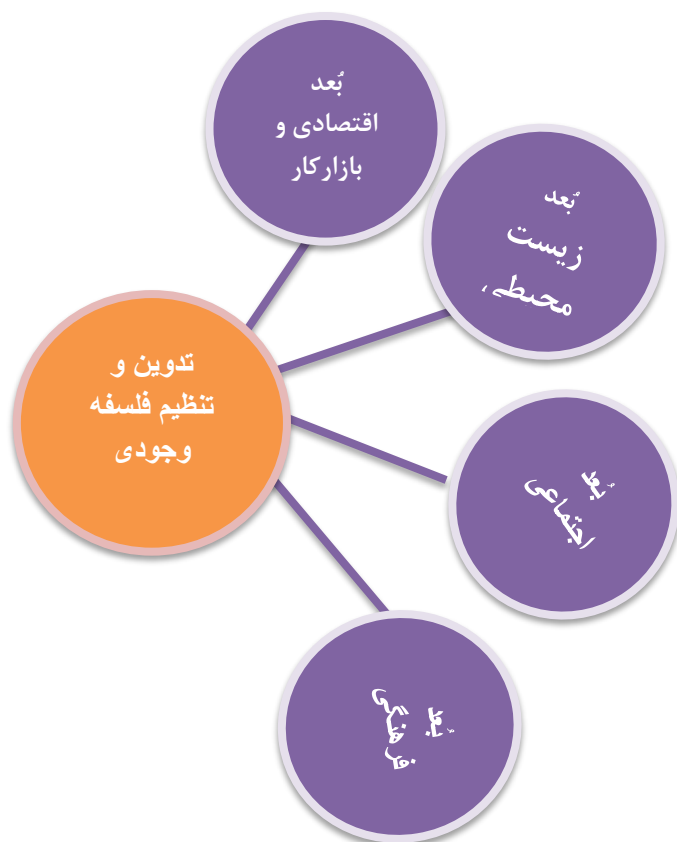 بُعد
اقتصادی و
بازارکار
بُعد
زیست
محیطی
تدوین و
تنظیم فلسفه
وجودی
بُعد
اجتماعی
بُعد
فرهنگی